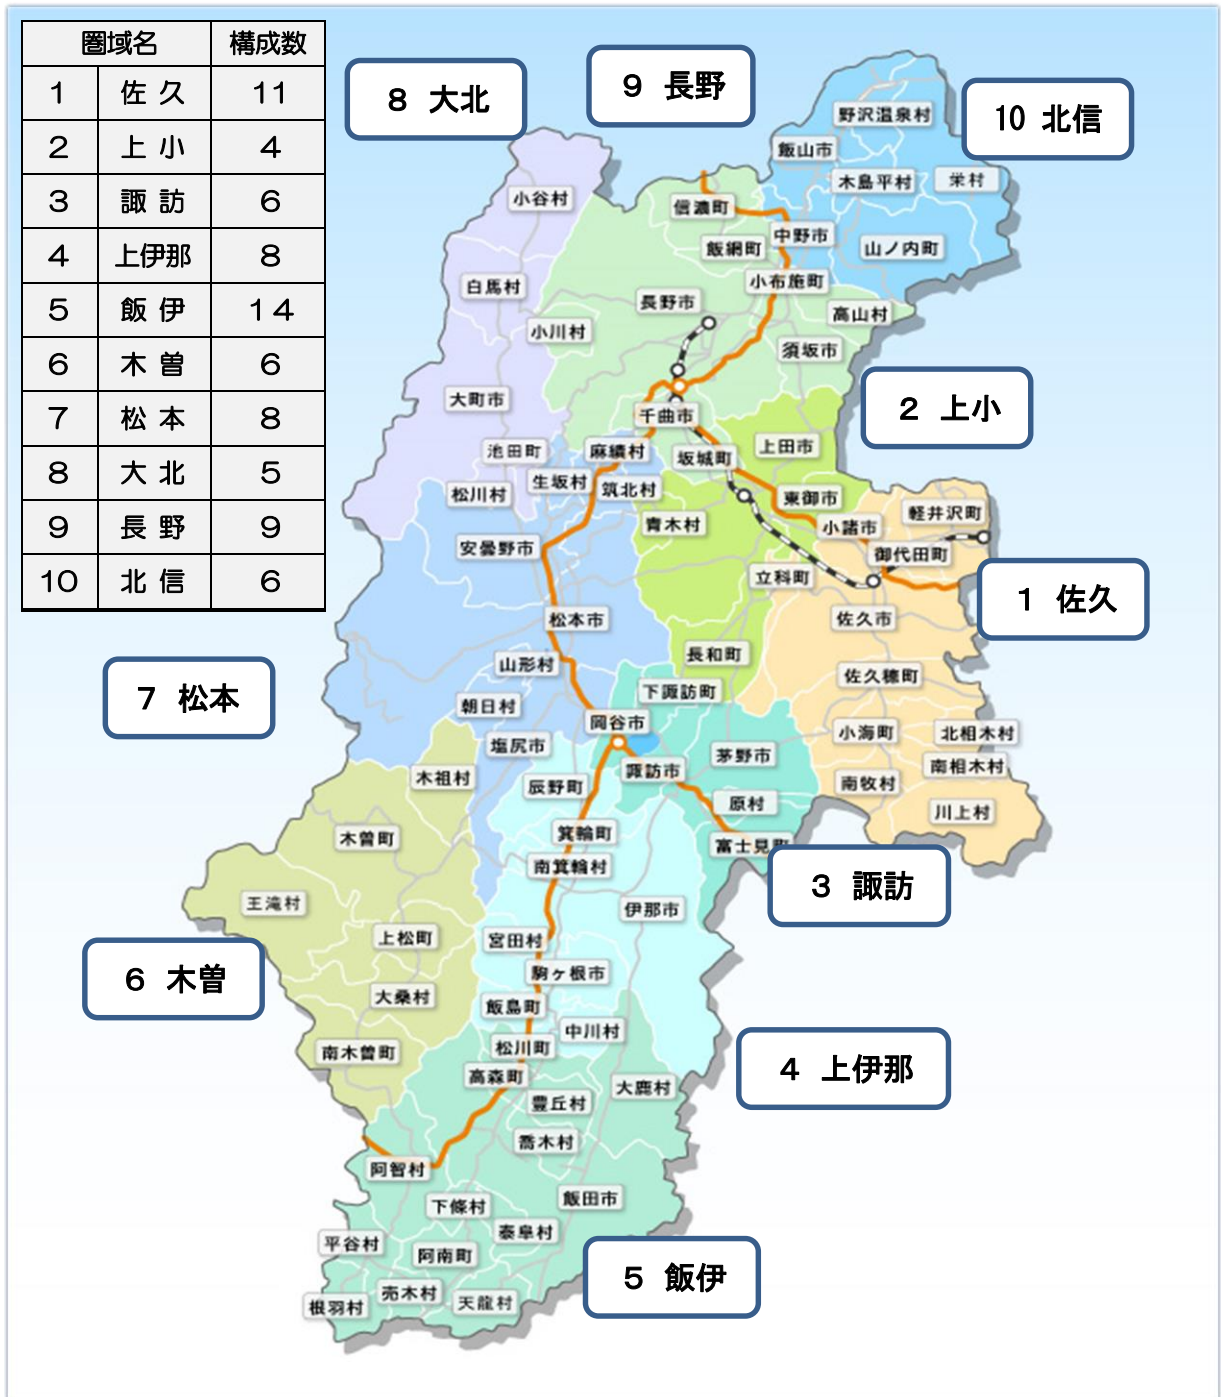 圏域名 構成数
1 佐久 11
2 上小 4
3 諏訪 6
4 上伊那 8
5 飯伊 14
6 木曽 6
7 松本 8
8 大北 5
9 長野 9
10 北信 6
8 大北
9 長野
10 北信
野沢温泉村
飯山市
木島平村
栄村
小谷村
信濃町
中野市
飯綱町
山ノ内町
白馬村
小布施町
長野市
高山村
小川村
須坂市
2 上小
大町市
千曲市
池田町
麻績村
坂城町
上田市
生坂村
筑北村
松川村
東御市
軽井沢町
青木村
小諸市
安曇野市
御代田町
立科町
1 佐久
松本市
佐久市
山形村
長和町
佐久穂町
下諏訪町
7 松本
朝日村
岡谷市
小海町
北相木村
塩尻市
茅野市
南相木村
木祖村
諏訪市
辰野町
南牧村
原村
川上村
木曽町
箕輪町
富士見町
南箕輪村
3 諏訪
王滝村
伊那市
上松町
宮田村
6 木曽
駒ヶ根市
大桑村
飯島町
中川村
南木曽町
松川町
4 上伊那
高森町
大鹿村
豊丘村
喬木村
阿智村
飯田市
下條村
泰阜村
平谷村
阿南町
5 飯伊
売木村
天龍村
根羽村